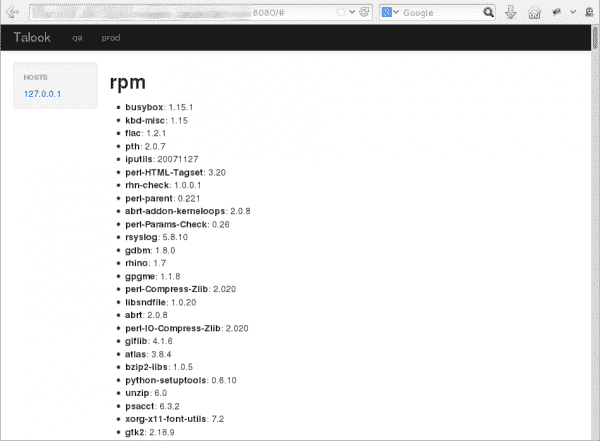 :8080/#
Google
Talook qa prod
HOSTS
127.0.0.1
rpm
busybox: 1.15.1
kbd-misc: 1.15
flac: 1.2.1
pth: 2.0.7
iputils: 20071127
perl-HTML-Tagset: 3.20
rhn-check: 1.0.0.1
perl-parent: 0.221
abrt-addon-kerneloops: 2.0.8
perl-Params-Check: 0.26
rsyslog: 5.8.10
gdbm: 1.8.0
rhino: 1.7
gpgme: 1.1.8
perl-Compress-Zlib: 2.020
libsndfile: 1.0.20
abrt: 2.0.8
perl-IO-Compress-Zlib: 2.020
giflib: 4.1.6
atlas: 3.8.4
bzip2-libs: 1.0.5
python-setuptools: 0.6.10
unzip: 6.0
psacct: 6.3.2
xorg-x11-font-utils: 7.2
gtk2: 2.18.9